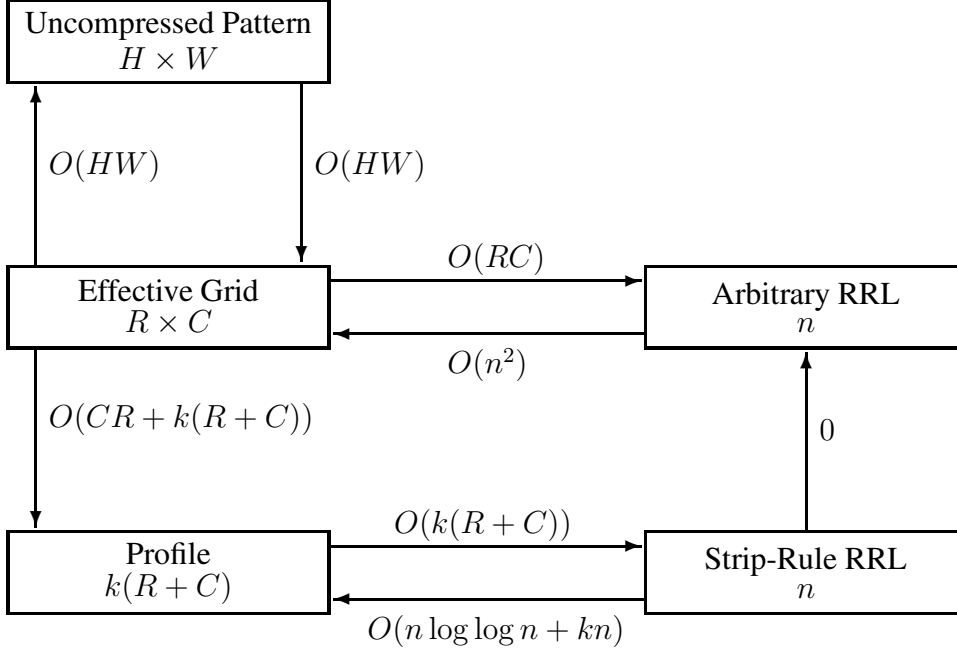 Uncompressed Pattern
H × W
O(HW)
O(HW)
Effective Grid
R × C
O(RC)
O(n²)
Arbitrary RRL
n
O(CR + k(R + C))
0
Profile
k(R + C)
O(k(R + C))
O(n log log n + kn)
Strip-Rule RRL
n